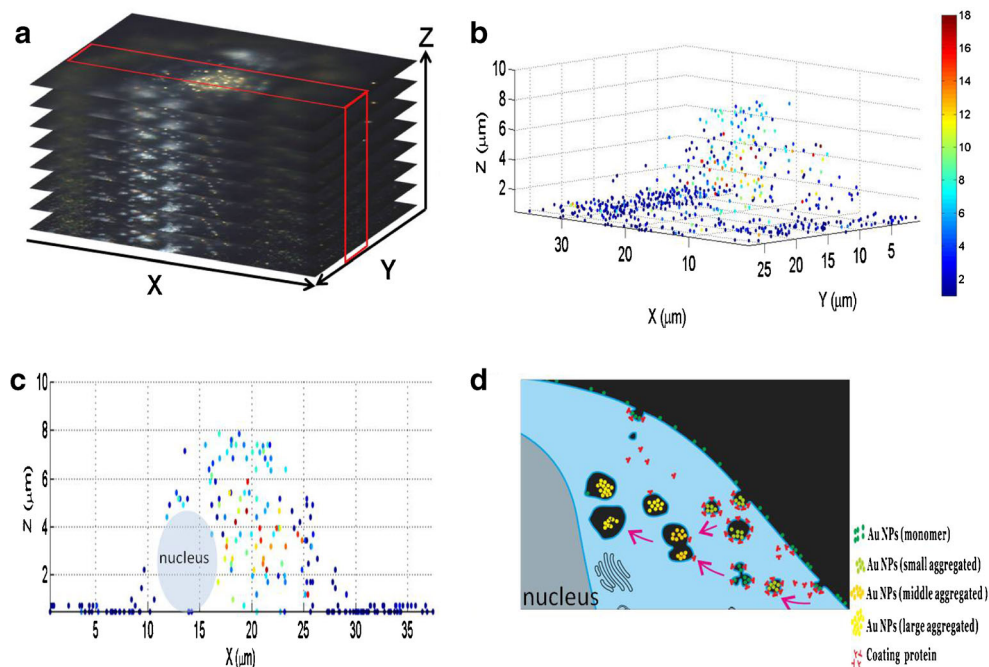 a
Z
X
Y
b
10
8
6
4
2
Z (µm)
30
20
10
X (µm)
25
20
15
10
5
Y (µm)
18
16
14
12
10
8
6
4
2
c
10
8
6
4
2
Z (µm)
nucleus
5
10
15
20
25
30
35
X (µm)
d
nucleus
Au NPs (monomer)
Au NPs (small aggregated)
Au NPs (middle aggregated)
Au NPs (large aggregated)
Coating protein